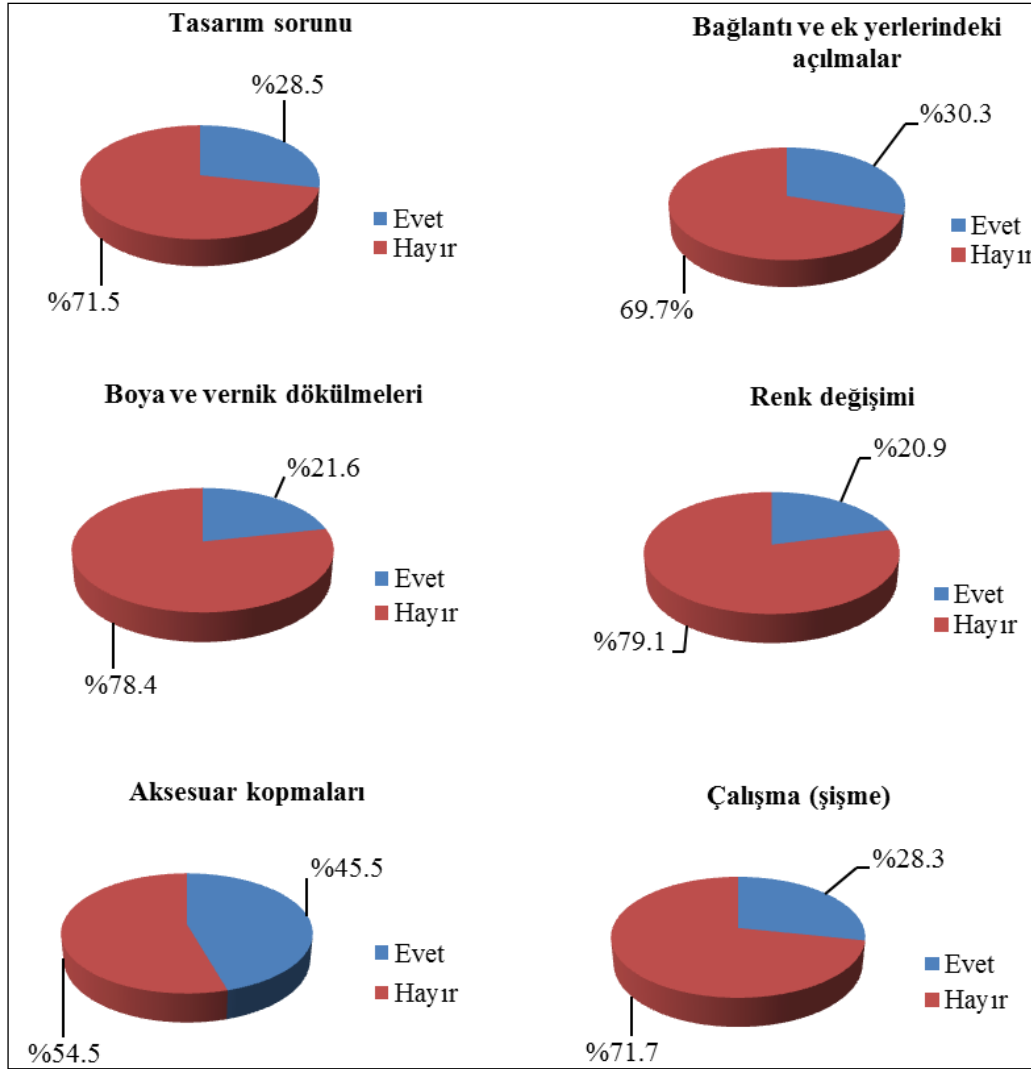 Tasarım sorunu
%28.5
Evet
Hayır
%71.5
Bağlantı ve ek yerlerindeki
açılmalar
%30.3
Evet
Hayır
69.7%
Boya ve vernik dökülmeleri
%21.6
Evet
Hayır
%78.4
Renk değişimi
%20.9
Evet
Hayır
%79.1
Aksesuar kopmaları
%45.5
Evet
Hayır
%54.5
Çalışma (şişme)
%28.3
Evet
Hayır
%71.7